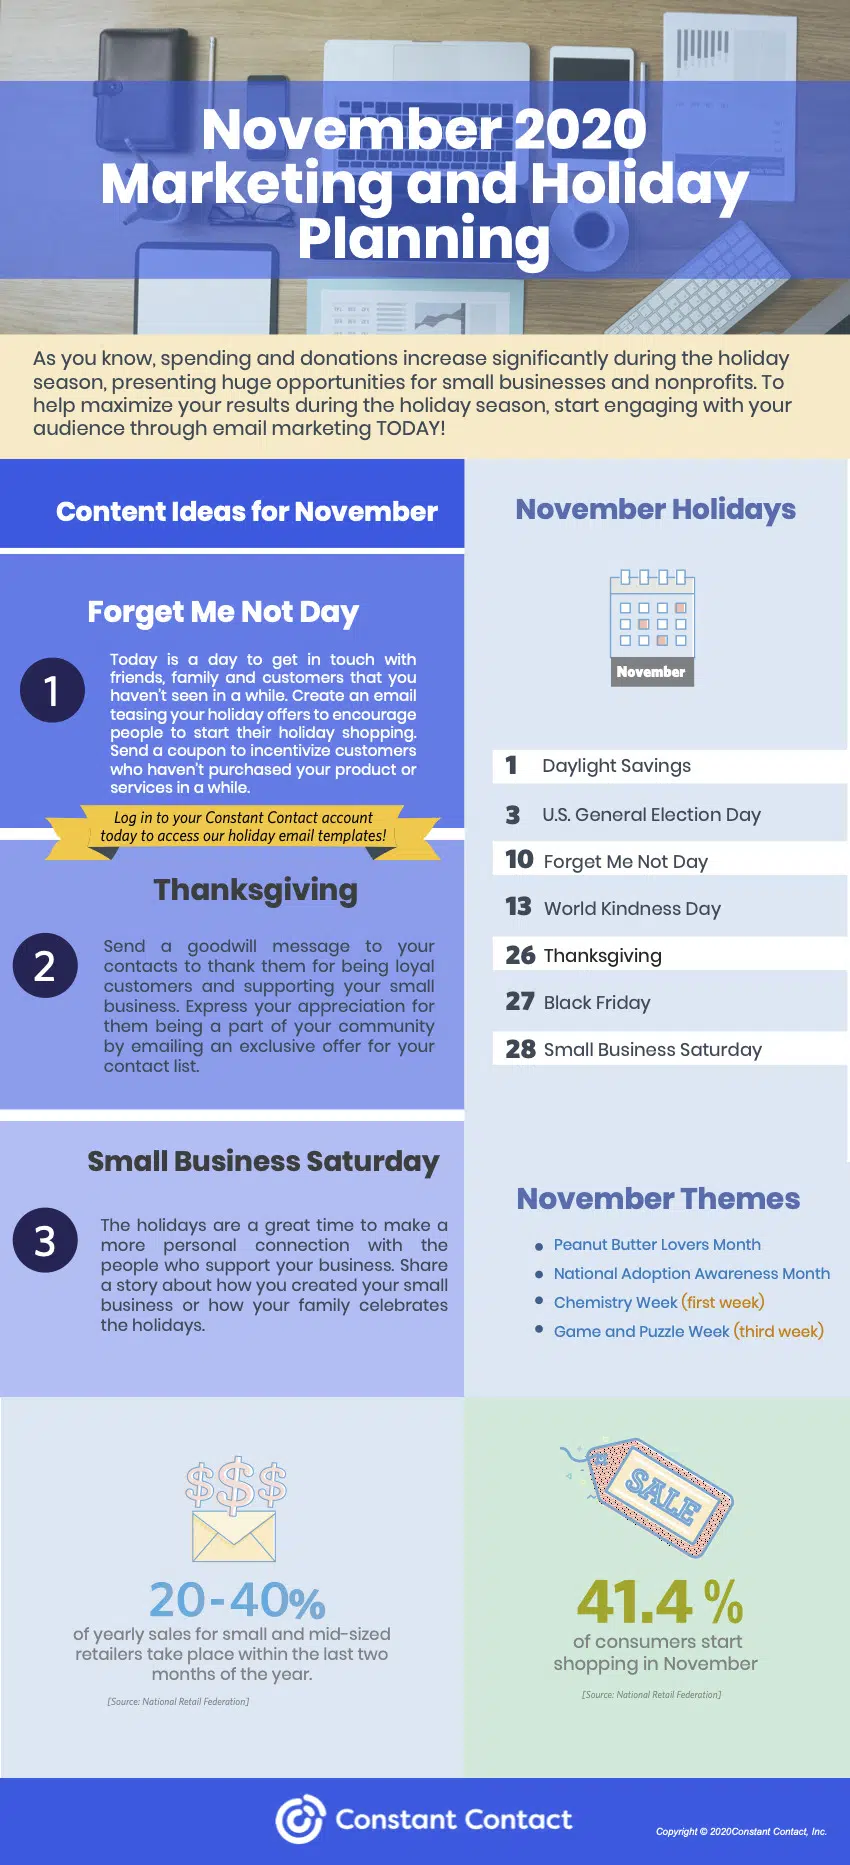 November 2020
Marketing and Holiday
Planning
As you know, spending and donations increase significantly during the holiday
season, presenting huge opportunities for small businesses and nonprofits. To
help maximize your results during the holiday season, start engaging with your
audience through email marketing TODAY!
Content Ideas for November
Forget Me Not Day
1
Today is a day to get in touch with
friends, family and customers that you
haven't seen in a while. Create an email
teasing your holiday offers to encourage
people to start their holiday shopping.
Send a coupon to incentivize customers
who haven't purchased your product or
services in a while.
Log in to your Constant Contact account
today to access our holiday email templates!
Thanksgiving
2
Send a goodwill message to your
contacts to thank them for being loyal
customers and supporting your small
business. Express your appreciation for
them being a part of your community
by emailing an exclusive offer for your
contact list.
Small Business Saturday
3
The holidays are a great time to make a
more personal connection with the
people who support your business. Share
a story about how you created your small
business or how your family celebrates
the holidays.
November Holidays
November
1 Daylight Savings
3 U.S. General Election Day
10 Forget Me Not Day
13 World Kindness Day
26 Thanksgiving
27 Black Friday
28 Small Business Saturday
November Themes
• Peanut Butter Lovers Month
• National Adoption Awareness Month
• Chemistry Week (first week)
• Game and Puzzle Week (third week)
$$$
20-40%
of yearly sales for small and mid-sized
retailers take place within the last two
months of the year.
[Source: National Retail Federation]
SALE
41.4 %
of consumers start
shopping in November
[Source: National Retail Federation]
Constant Contact
Copyright © 2020Constant Contact, Inc.